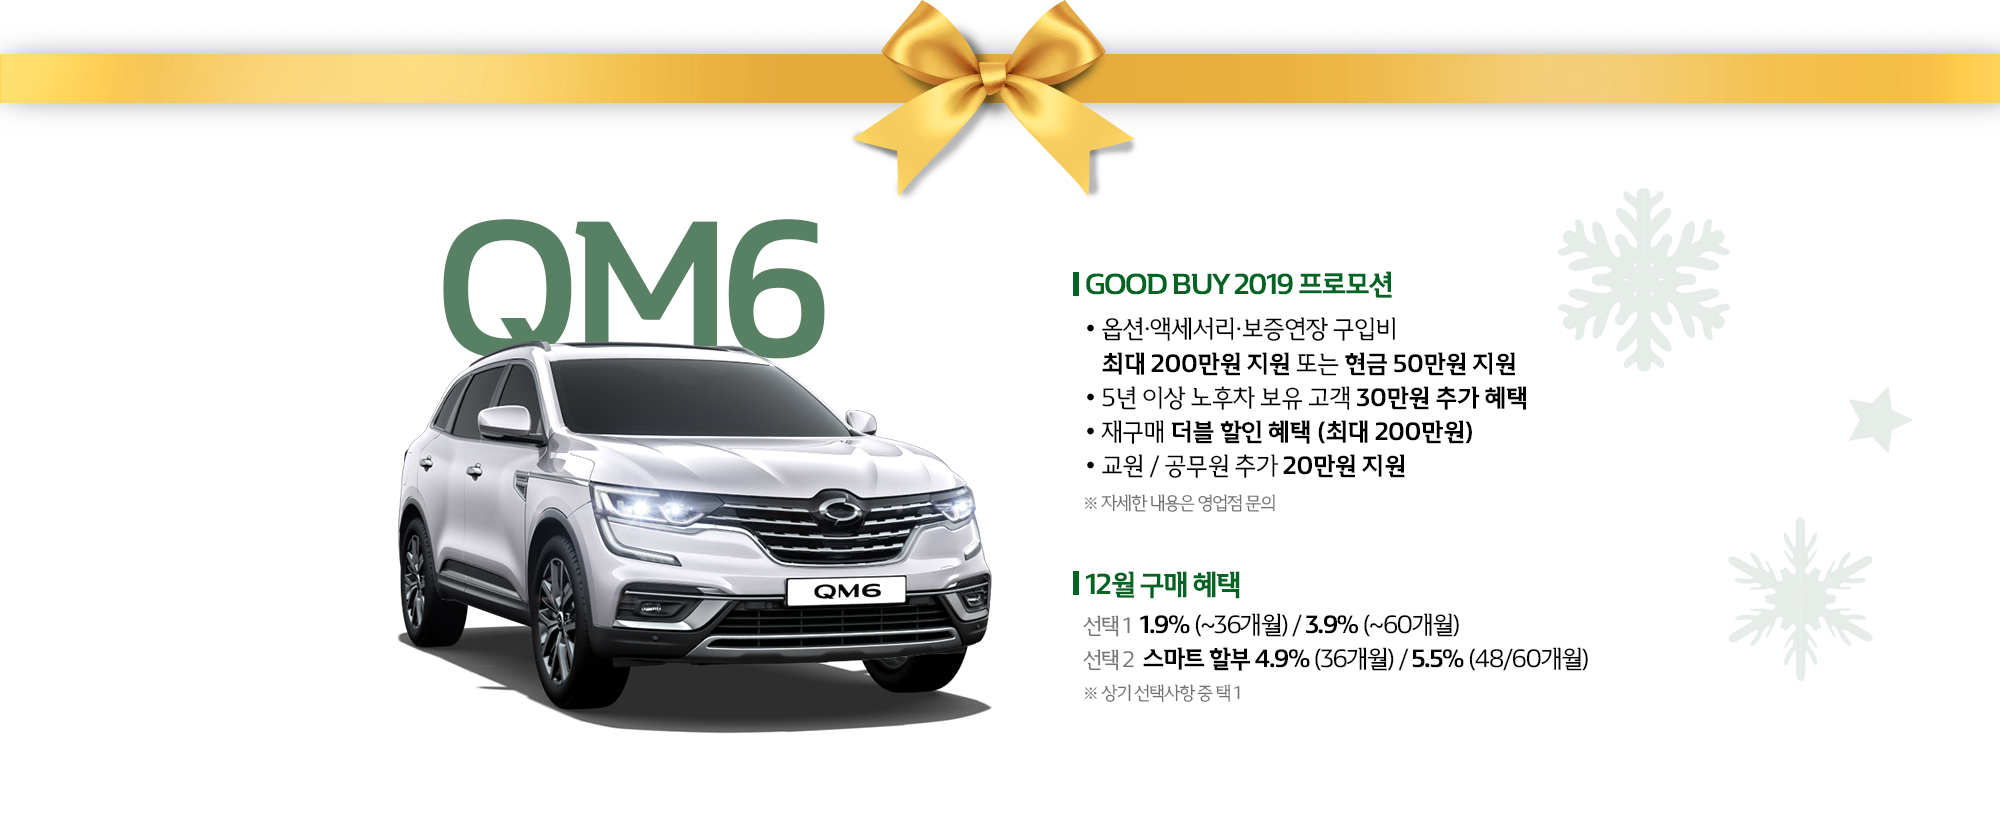 QM6
QM6
GOOD BUY 2019 프로모션
• 옵션·액세서리·보증연장 구입비
최대 200만원 지원 또는 현금 50만원 지원
• 5년 이상 노후차 보유 고객 30만원 추가 혜택
• 재구매 더블 할인 혜택 (최대 200만원)
• 교원 / 공무원 추가 20만원 지원
※ 자세한 내용은 영업점 문의
12월 구매 혜택
선택 1 1.9% (~36개월) / 3.9% (~60개월)
선택 2 스마트 할부 4.9% (36개월) / 5.5% (48/60개월)
※ 상기 선택사항 중 택 1